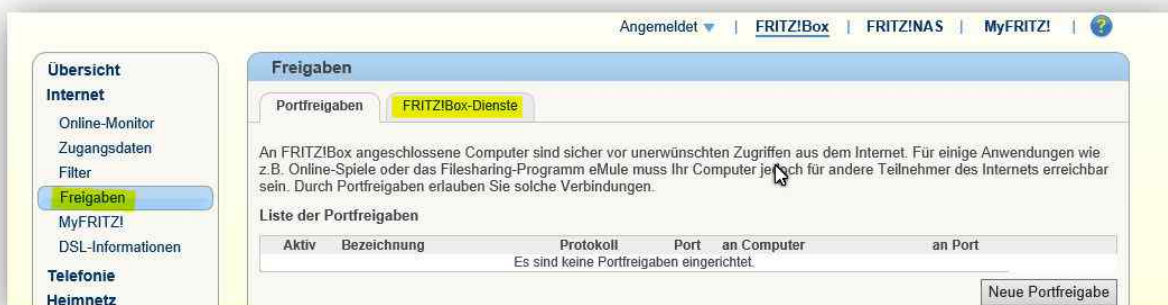 Angemeldet | FRITZ!Box | FRITZ!NAS | MyFRITZ! | ?
Übersicht
Internet
Online-Monitor
Zugangsdaten
Filter
Freigaben
MyFRITZ!
DSL-Informationen
Telefonie
Heimnetz
Freigaben
Portfreigaben FRITZ!Box-Dienste
An FRITZ!Box angeschlossene Computer sind sicher vor unerwünschten Zugriffen aus dem Internet. Für einige Anwendungen wie
z.B. Online-Spiele oder das Filesharing-Programm eMule muss Ihr Computer jedoch für andere Teilnehmer des Internets erreichbar
sein. Durch Portfreigaben erlauben Sie solche Verbindungen.
Liste der Portfreigaben
Aktiv Bezeichnung Protokoll Port an Computer an Port
Es sind keine Portfreigaben eingerichtet.
Neue Portfreigabe